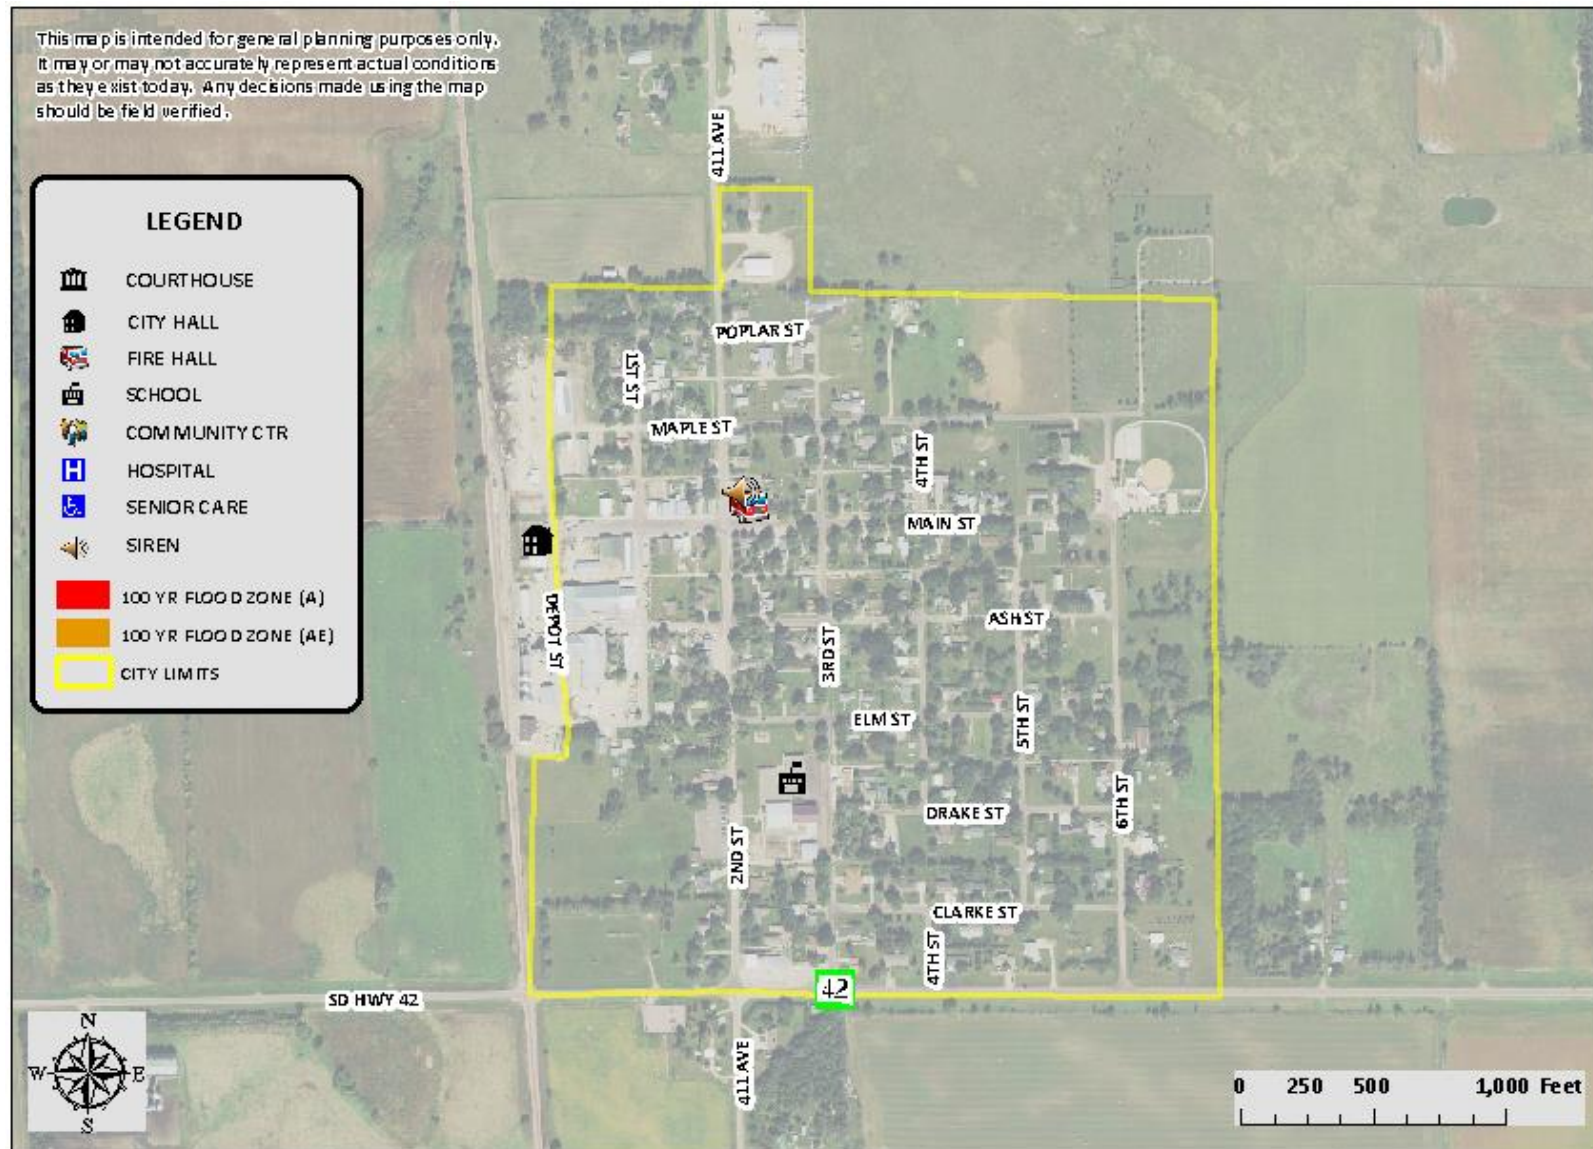 This map is intended for general planning purposes only.
It may or may not accurately represent actual conditions
as they exist today. Any decisions made using the map
should be field verified.
LEGEND
COURTHOUSE
CITY HALL
FIRE HALL
SCHOOL
COMMUNITY CTR
H HOSPITAL
SENIOR CARE
SIREN
100 YR FLOOD ZONE (A)
100 YR FLOOD ZONE (AE)
CITY LIMITS
411 AVE
POPLAR ST
1ST ST
MAPLE ST
4TH ST
MAIN ST
DEPOT ST
ASH ST
3RD ST
5TH ST
ELM ST
6TH ST
DRAKE ST
2ND ST
CLARKE ST
4TH ST
42
SD HWY 42
411 AVE
N
W E
S
0 250 500 1,000 Feet